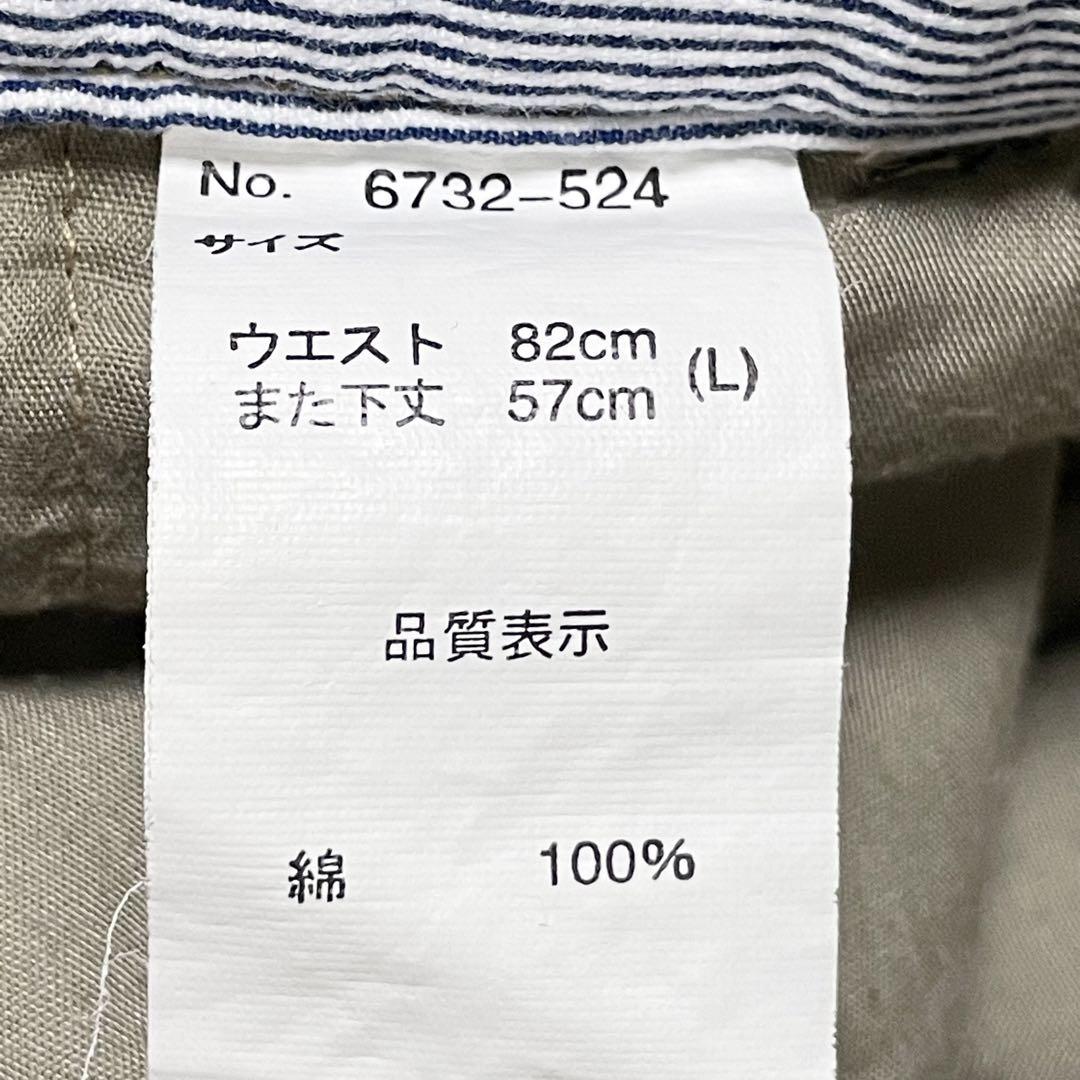 No. 6732-524
サイズ
ウエスト 82cm (L)
また下丈 57cm
品質表示
綿 100%